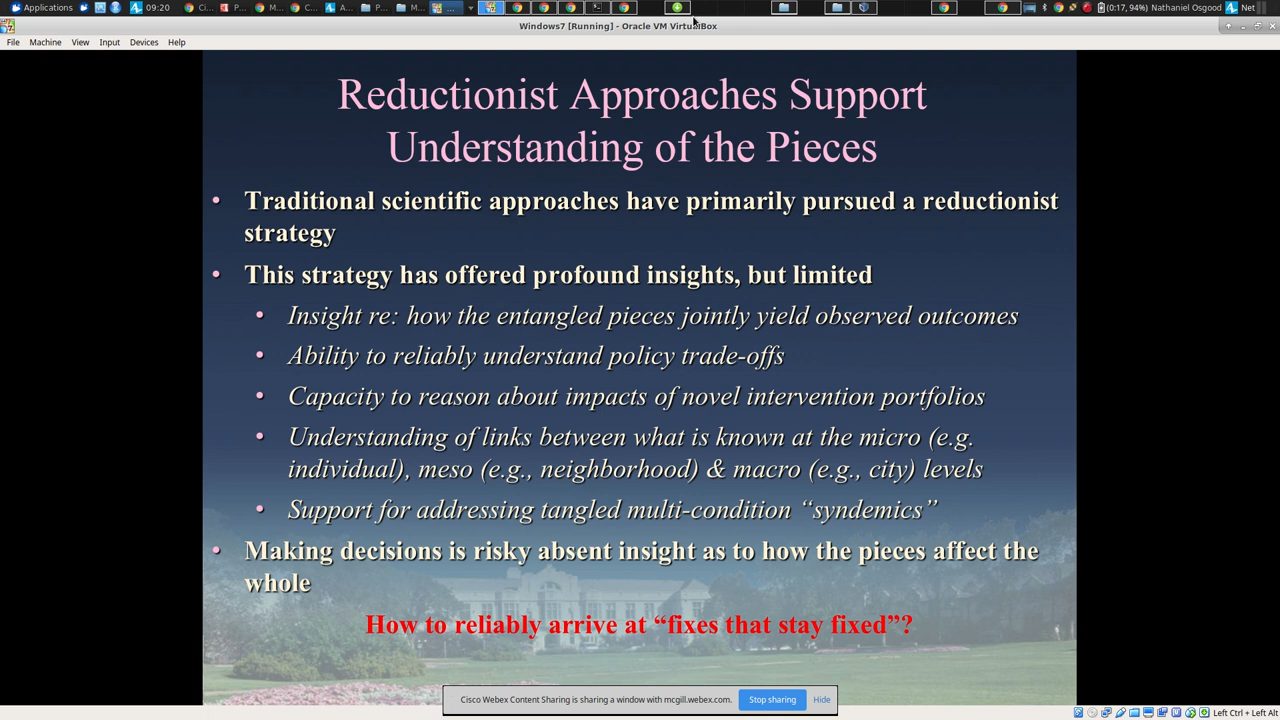 Applications
09:20
Ci...
P...
M...
C...
A...
P...
M...
...
(0:17, 94%)
Nathaniel Osgood
Net
Windows7 [Running] - Oracle VM VirtualBox
File Machine View Input Devices Help
Reductionist Approaches Support
Understanding of the Pieces
• Traditional scientific approaches have primarily pursued a reductionist
strategy
• This strategy has offered profound insights, but limited
• Insight re: how the entangled pieces jointly yield observed outcomes
• Ability to reliably understand policy trade-offs
• Capacity to reason about impacts of novel intervention portfolios
• Understanding of links between what is known at the micro (e.g.
individual), meso (e.g., neighborhood) & macro (e.g., city) levels
• Support for addressing tangled multi-condition “syndemics”
• Making decisions is risky absent insight as to how the pieces affect the
whole
How to reliably arrive at “fixes that stay fixed”?
Cisco Webex Content Sharing is sharing a window with mcgill.webex.com. Stop sharing Hide
Left Ctrl + Left Alt